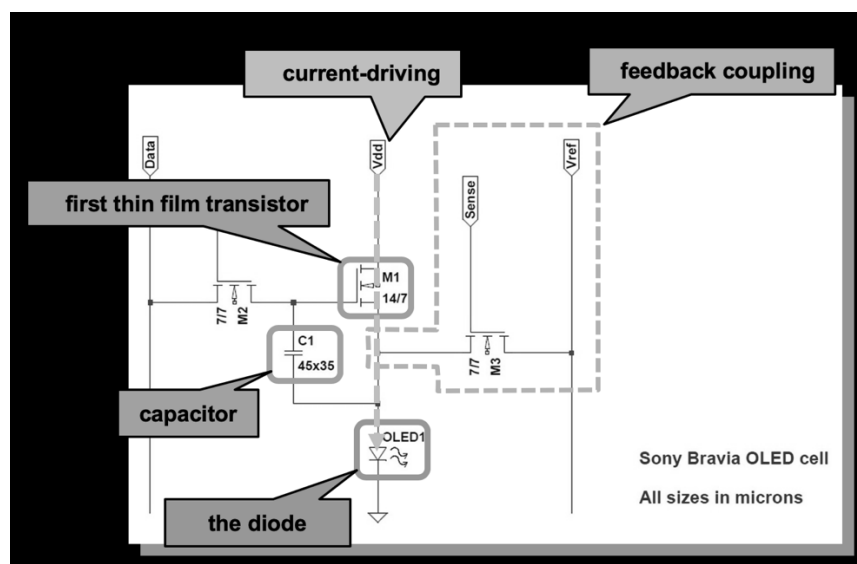 current-driving
feedback coupling
Data
Vdd
Vref
Sense
first thin film transistor
M1
14/7
7/7
M2
C1
45x35
7/7
M3
capacitor
OLED1
Sony Bravia OLED cell
All sizes in microns
the diode